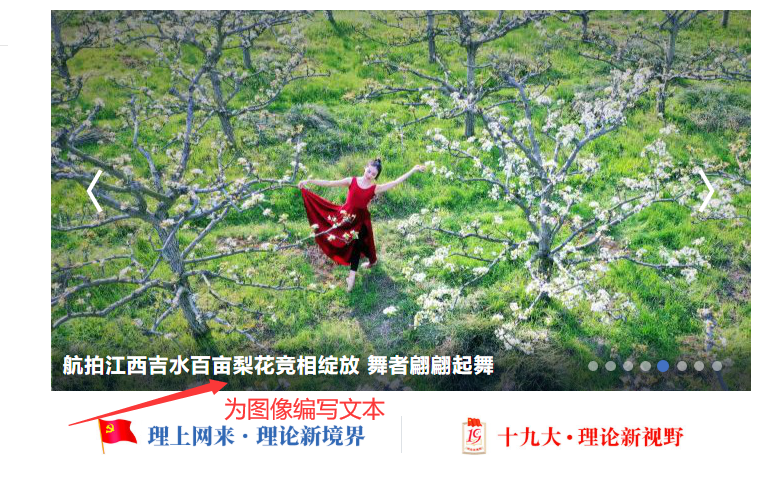 航拍江西吉水百亩梨花竞相绽放 舞者翩翩起舞
为图像编写文本
理上网来·理论新境界
19
十九大·理论新视野